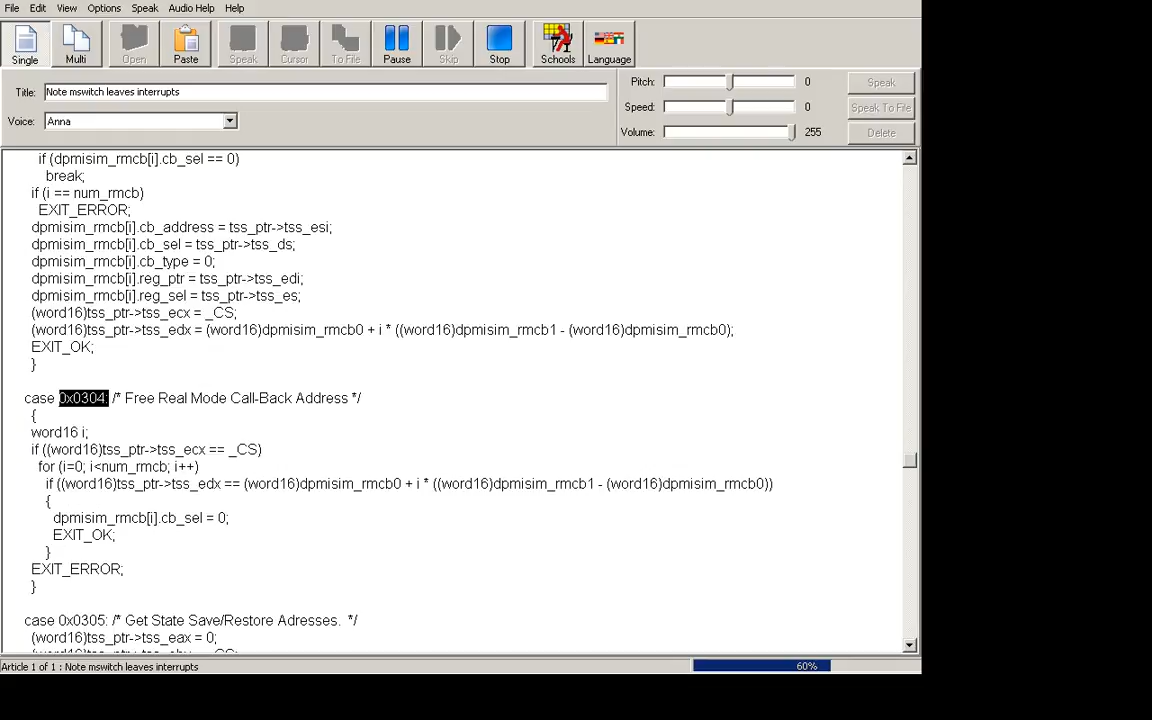 File Edit View Options Speak Audio Help Help
Single Multi Open Paste Speak Cursor To File Pause Skip Stop Schools Language
Title: Note mswitch leaves interrupts
Voice: Anna
Pitch: 0 Speak
Speed: 0 Speak To File
Volume: 255 Delete
if (dpmisim_rmcb[i].cb_sel == 0)
break;
if (i == num_rmcb)
EXIT_ERROR;
dpmisim_rmcb[i].cb_address = tss_ptr->tss_esi;
dpmisim_rmcb[i].cb_sel = tss_ptr->tss_ds;
dpmisim_rmcb[i].cb_type = 0;
dpmisim_rmcb[i].reg_ptr = tss_ptr->tss_edi;
dpmisim_rmcb[i].reg_sel = tss_ptr->tss_es;
(word16)tss_ptr->tss_ecx = _CS;
(word16)tss_ptr->tss_edx = (word16)dpmisim_rmcb0 + i * ((word16)dpmisim_rmcb1 - (word16)dpmisim_rmcb0);
EXIT_OK;
}
case 0x0304: /* Free Real Mode Call-Back Address */
{
word16 i;
if ((word16)tss_ptr->tss_ecx == _CS)
for (i=0; i<num_rmcb; i++)
if ((word16)tss_ptr->tss_edx == (word16)dpmisim_rmcb0 + i * ((word16)dpmisim_rmcb1 - (word16)dpmisim_rmcb0))
{
dpmisim_rmcb[i].cb_sel = 0;
EXIT_OK;
}
EXIT_ERROR;
}
case 0x0305: /* Get State Save/Restore Adresses. */
(word16)tss_ptr->tss_eax = 0;
Article 1 of 1 : Note mswitch leaves interrupts 60%